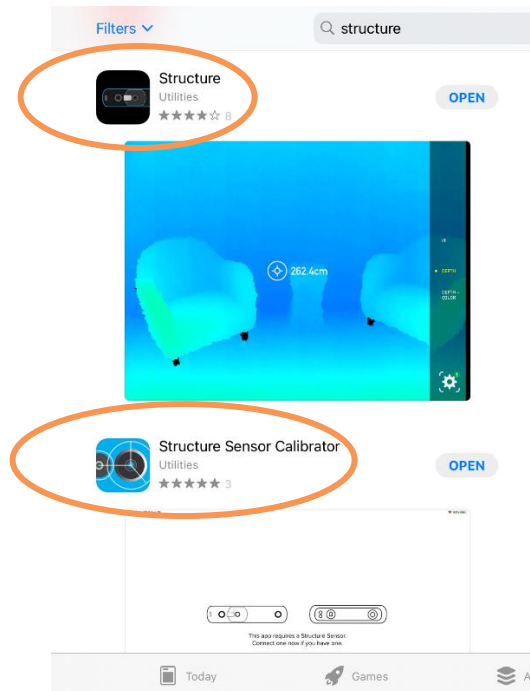 Filters
structure
Structure
Utilities
8
OPEN
262.4cm
IR
DEPTH
DEPTH +
COLOR
Structure Sensor Calibrator
Utilities
3
OPEN
This app requires a Structure Sensor.
Connect one now if you have one.
Today
Games
A